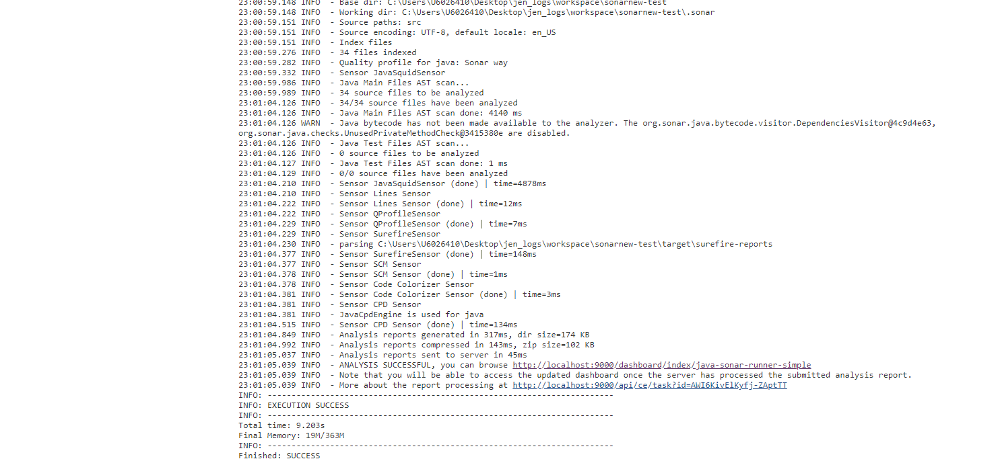 23:00:59.148 INFO  - Base dir: C:\Users\U6026410\Desktop\jen_logs\workspace\sonarnew-test
23:00:59.148 INFO  - Working dir: C:\Users\U6026410\Desktop\jen_logs\workspace\sonarnew-test\.sonar
23:00:59.151 INFO  - Source paths: src
23:00:59.151 INFO  - Source encoding: UTF-8, default locale: en_US
23:00:59.151 INFO  - Index files
23:00:59.276 INFO  - 34 files indexed
23:00:59.282 INFO  - Quality profile for java: Sonar way
23:00:59.332 INFO  - Sensor JavaSquidSensor
23:00:59.986 INFO  - Java Main Files AST scan...
23:00:59.989 INFO  - 34 source files to be analyzed
23:01:04.126 INFO  - 34/34 source files have been analyzed
23:01:04.126 INFO  - Java Main Files AST scan done: 4140 ms
23:01:04.126 WARN  - Java bytecode has not been made available to the analyzer. The org.sonar.java.bytecode.visitor.DependenciesVisitor@4c9d4e63,
org.sonar.java.checks.UnusedPrivateMethodCheck@3415380e are disabled.
23:01:04.126 INFO  - Java Test Files AST scan...
23:01:04.126 INFO  - 0 source files to be analyzed
23:01:04.127 INFO  - Java Test Files AST scan done: 1 ms
23:01:04.129 INFO  - 0/0 source files have been analyzed
23:01:04.210 INFO  - Sensor JavaSquidSensor (done) | time=4878ms
23:01:04.210 INFO  - Sensor Lines Sensor
23:01:04.222 INFO  - Sensor Lines Sensor (done) | time=12ms
23:01:04.222 INFO  - Sensor QProfileSensor
23:01:04.229 INFO  - Sensor QProfileSensor (done) | time=7ms
23:01:04.229 INFO  - Sensor SurefireSensor
23:01:04.230 INFO  - parsing C:\Users\U6026410\Desktop\jen_logs\workspace\sonarnew-test\target\surefire-reports
23:01:04.377 INFO  - Sensor SurefireSensor (done) | time=148ms
23:01:04.377 INFO  - Sensor SCM Sensor
23:01:04.378 INFO  - Sensor SCM Sensor (done) | time=1ms
23:01:04.378 INFO  - Sensor Code Colorizer Sensor
23:01:04.381 INFO  - Sensor Code Colorizer Sensor (done) | time=3ms
23:01:04.381 INFO  - Sensor CPD Sensor
23:01:04.381 INFO  - JavaCpdEngine is used for java
23:01:04.515 INFO  - Sensor CPD Sensor (done) | time=134ms
23:01:04.849 INFO  - Analysis reports generated in 317ms, dir size=174 KB
23:01:04.992 INFO  - Analysis reports compressed in 143ms, zip size=102 KB
23:01:05.037 INFO  - Analysis reports sent to server in 45ms
23:01:05.039 INFO  - ANALYSIS SUCCESSFUL, you can browse http://localhost:9000/dashboard/index/java-sonar-runner-simple
23:01:05.039 INFO  - Note that you will be able to access the updated dashboard once the server has processed the submitted analysis report.
23:01:05.039 INFO  - More about the report processing at http://localhost:9000/api/ce/task?id=AWI6KivElKyfj-ZAptTT
INFO: ------------------------------------------------------------------------
INFO: EXECUTION SUCCESS
INFO: ------------------------------------------------------------------------
Total time: 9.203s
Final Memory: 19M/363M
INFO: ------------------------------------------------------------------------
Finished: SUCCESS